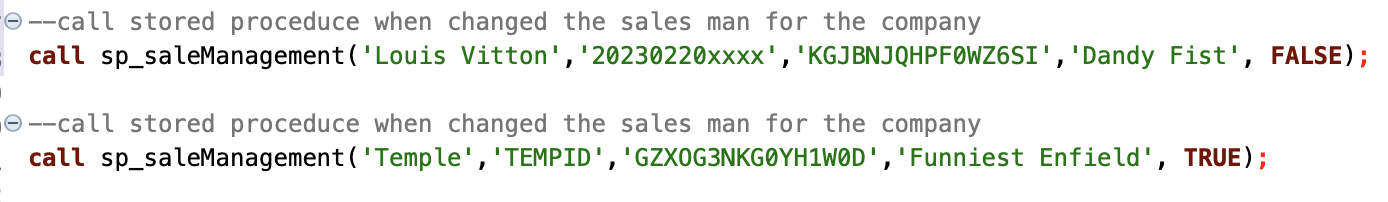 --call stored proceduce when changed the sales man for the company
call sp_saleManagement('Louis Vitton','20230220xxxx','KGJBNJQHPF0WZ6SI','Dandy Fist', FALSE);
--call stored proceduce when changed the sales man for the company
call sp_saleManagement('Temple','TEMPID','GZXOG3NKG0YH1W0D','Funniest Enfield', TRUE);